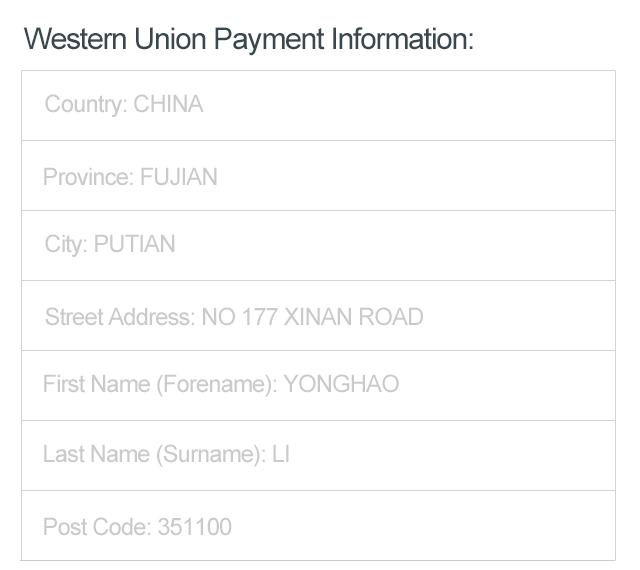 Western Union Payment Information:
Country: CHINA
Province: FUJIAN
City: PUTIAN
Street Address: NO 177 XINAN ROAD
First Name (Forename): YONGHAO
Last Name (Surname): LI
Post Code: 351100